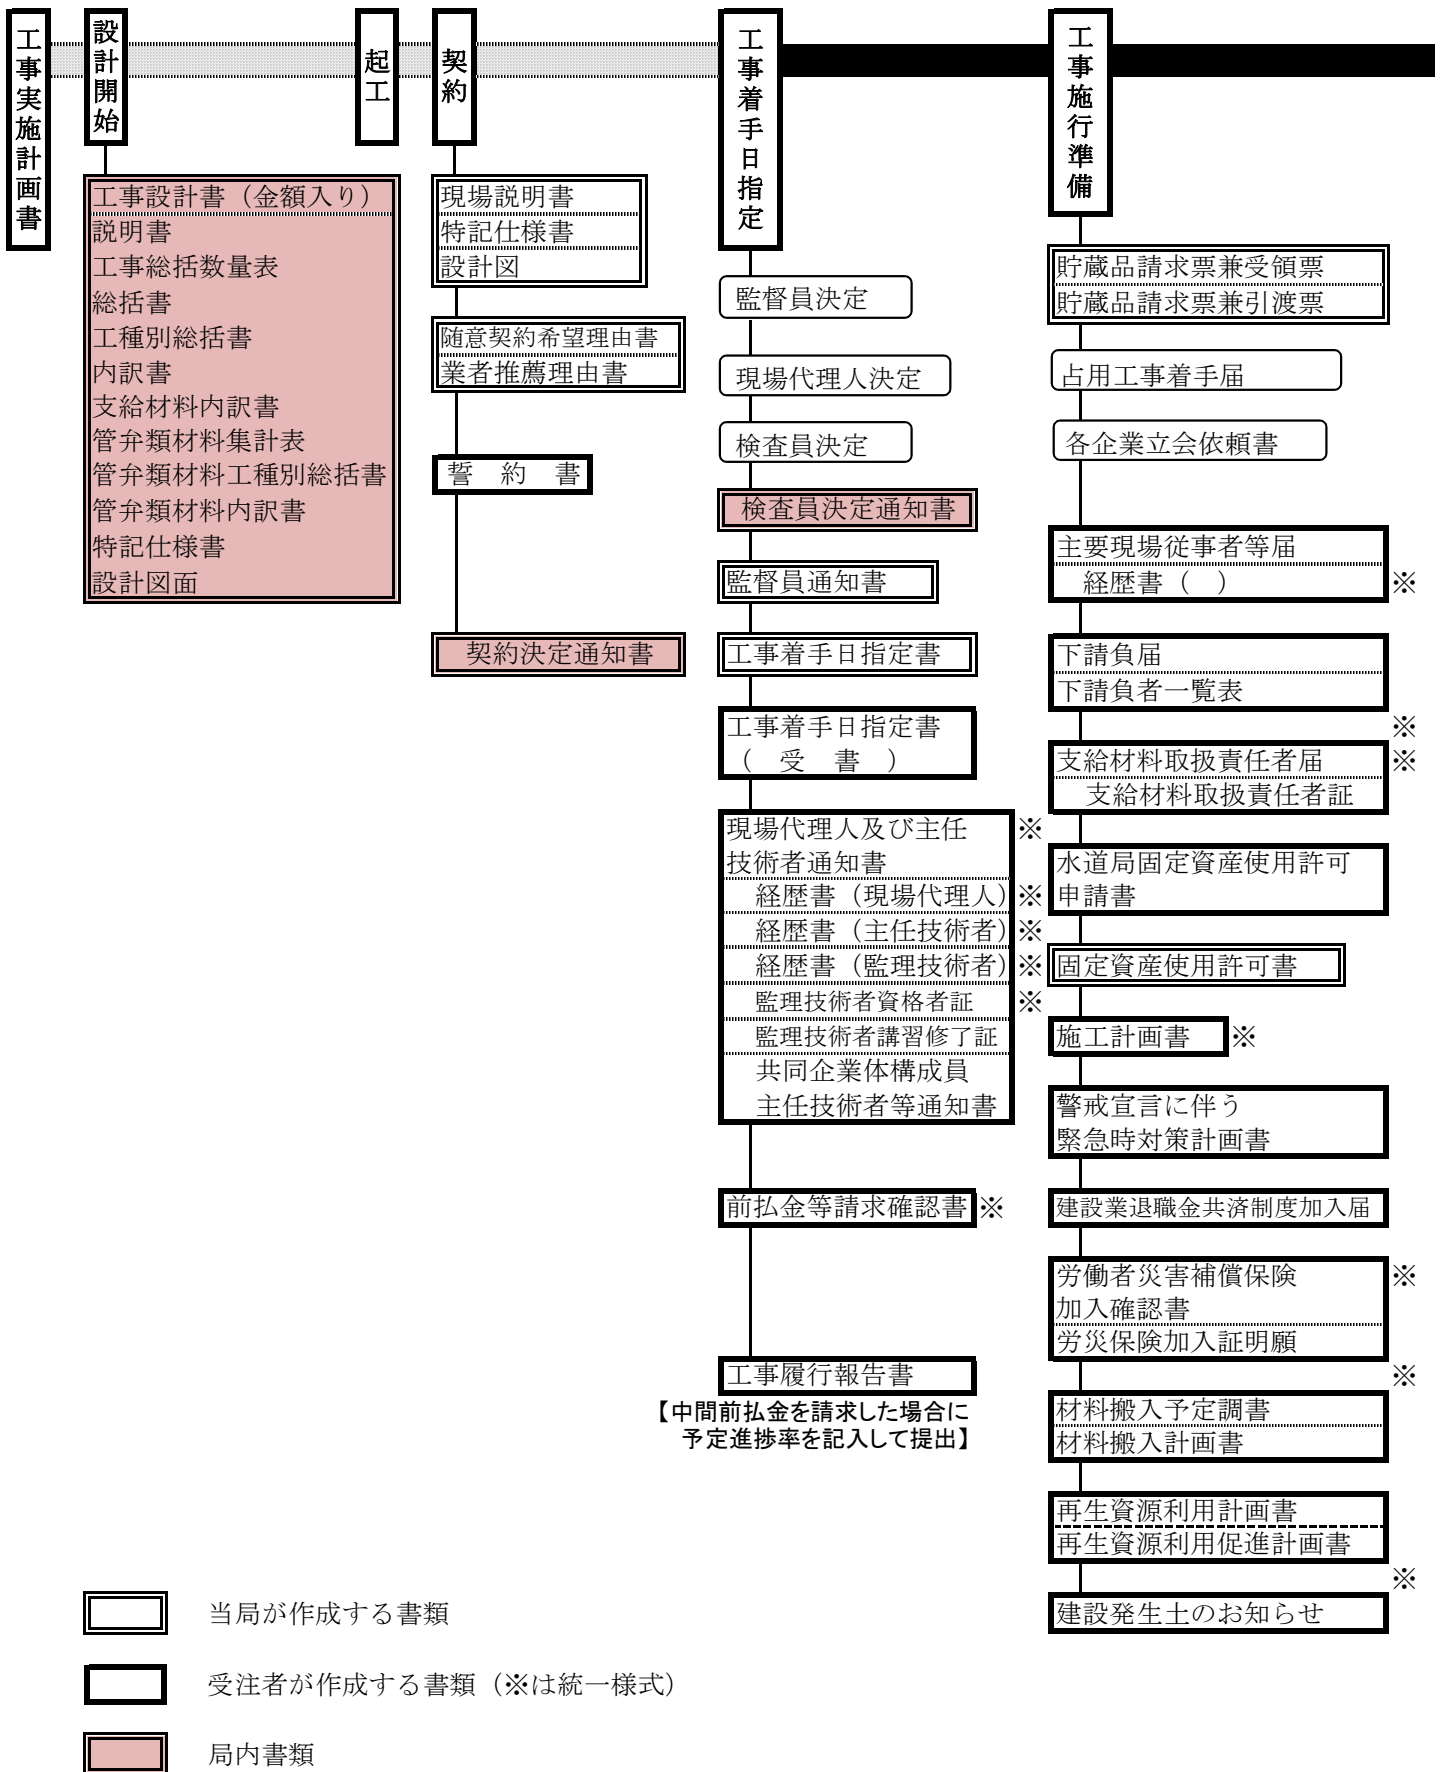 工事実施計画書
設計開始
起工
契約
工事着手日指定
工事施行準備
工事設計書（金額入り）
説明書
工事総括数量表
総括書
工種別総括書
内訳書
支給材料内訳書
管弁類材料集計表
管弁類材料工種別総括書
管弁類材料内訳書
特記仕様書
設計図面
現場説明書
特記仕様書
設計図
随意契約希望理由書
業者推薦理由書
誓　約　書
契約決定通知書
監督員決定
現場代理人決定
検査員決定
検査員決定通知書
監督員通知書
工事着手日指定書
工事着手日指定書
（　受　書　）
現場代理人及び主任 ※
技術者通知書
経歴書（現場代理人）※
経歴書（主任技術者）※
経歴書（監理技術者）※
監理技術者資格者証 ※
監理技術者講習修了証
共同企業体構成員
主任技術者等通知書
前払金等請求確認書 ※
工事履行報告書
【中間前払金を請求した場合に
予定進捗率を記入して提出】
貯蔵品請求票兼受領票
貯蔵品請求票兼引渡票
占用工事着手届
各企業立会依頼書
主要現場従事者等届
経歴書（　） ※
下請負届
下請負者一覧表
※
支給材料取扱責任者届 ※
支給材料取扱責任者証
水道局固定資産使用許可
申請書
固定資産使用許可書
施工計画書 ※
警戒宣言に伴う
緊急時対策計画書
建設業退職金共済制度加入届
労働者災害補償保険 ※
加入確認書
労災保険加入証明願
※
材料搬入予定調書
材料搬入計画書
再生資源利用計画書
再生資源利用促進計画書
※
建設発生土のお知らせ
当局が作成する書類
受注者が作成する書類（※は統一様式）
局内書類